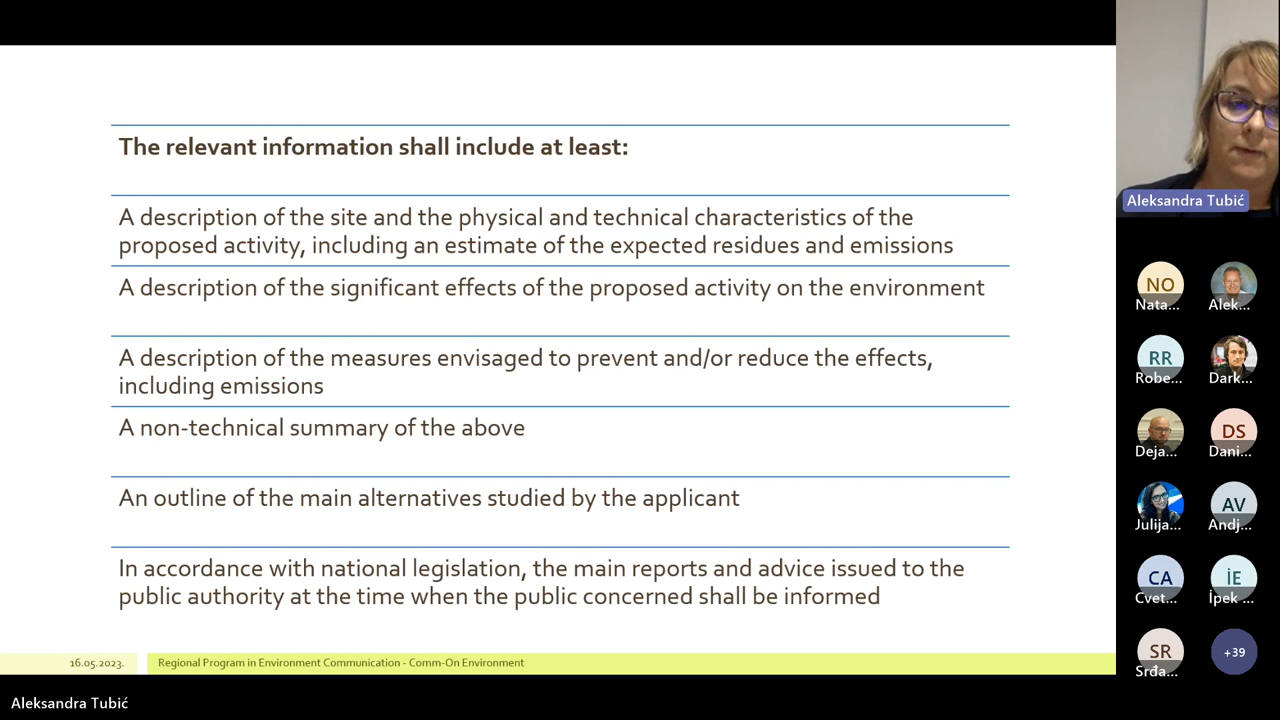 The relevant information shall include at least:
A description of the site and the physical and technical characteristics of the
proposed activity, including an estimate of the expected residues and emissions
A description of the significant effects of the proposed activity on the environment
A description of the measures envisaged to prevent and/or reduce the effects,
including emissions
A non-technical summary of the above
An outline of the main alternatives studied by the applicant
In accordance with national legislation, the main reports and advice issued to the
public authority at the time when the public concerned shall be informed
16.05.2023.
Regional Program in Environment Communication - Comm-On Environment
Aleksandra Tubić
Aleksandra Tubić
NO
Nata...
Alek...
RR
Robe...
Dark...
Deja...
DS
Dani...
Julija...
AV
Andj...
CA
Cvet...
İE
İpek ...
SR
Srđa...
+39